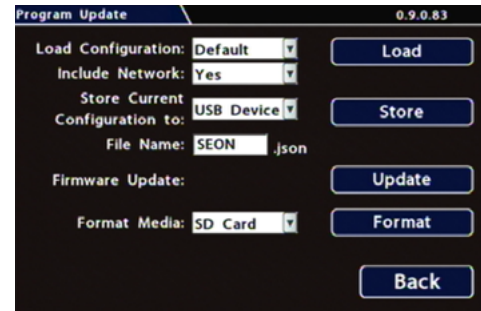 Program Update 0.9.0.83
Load Configuration: Default Load
Include Network: Yes
Store Current
Configuration to: USB Device Store
File Name: SEON .json
Firmware Update: Update
Format Media: SD Card Format
Back